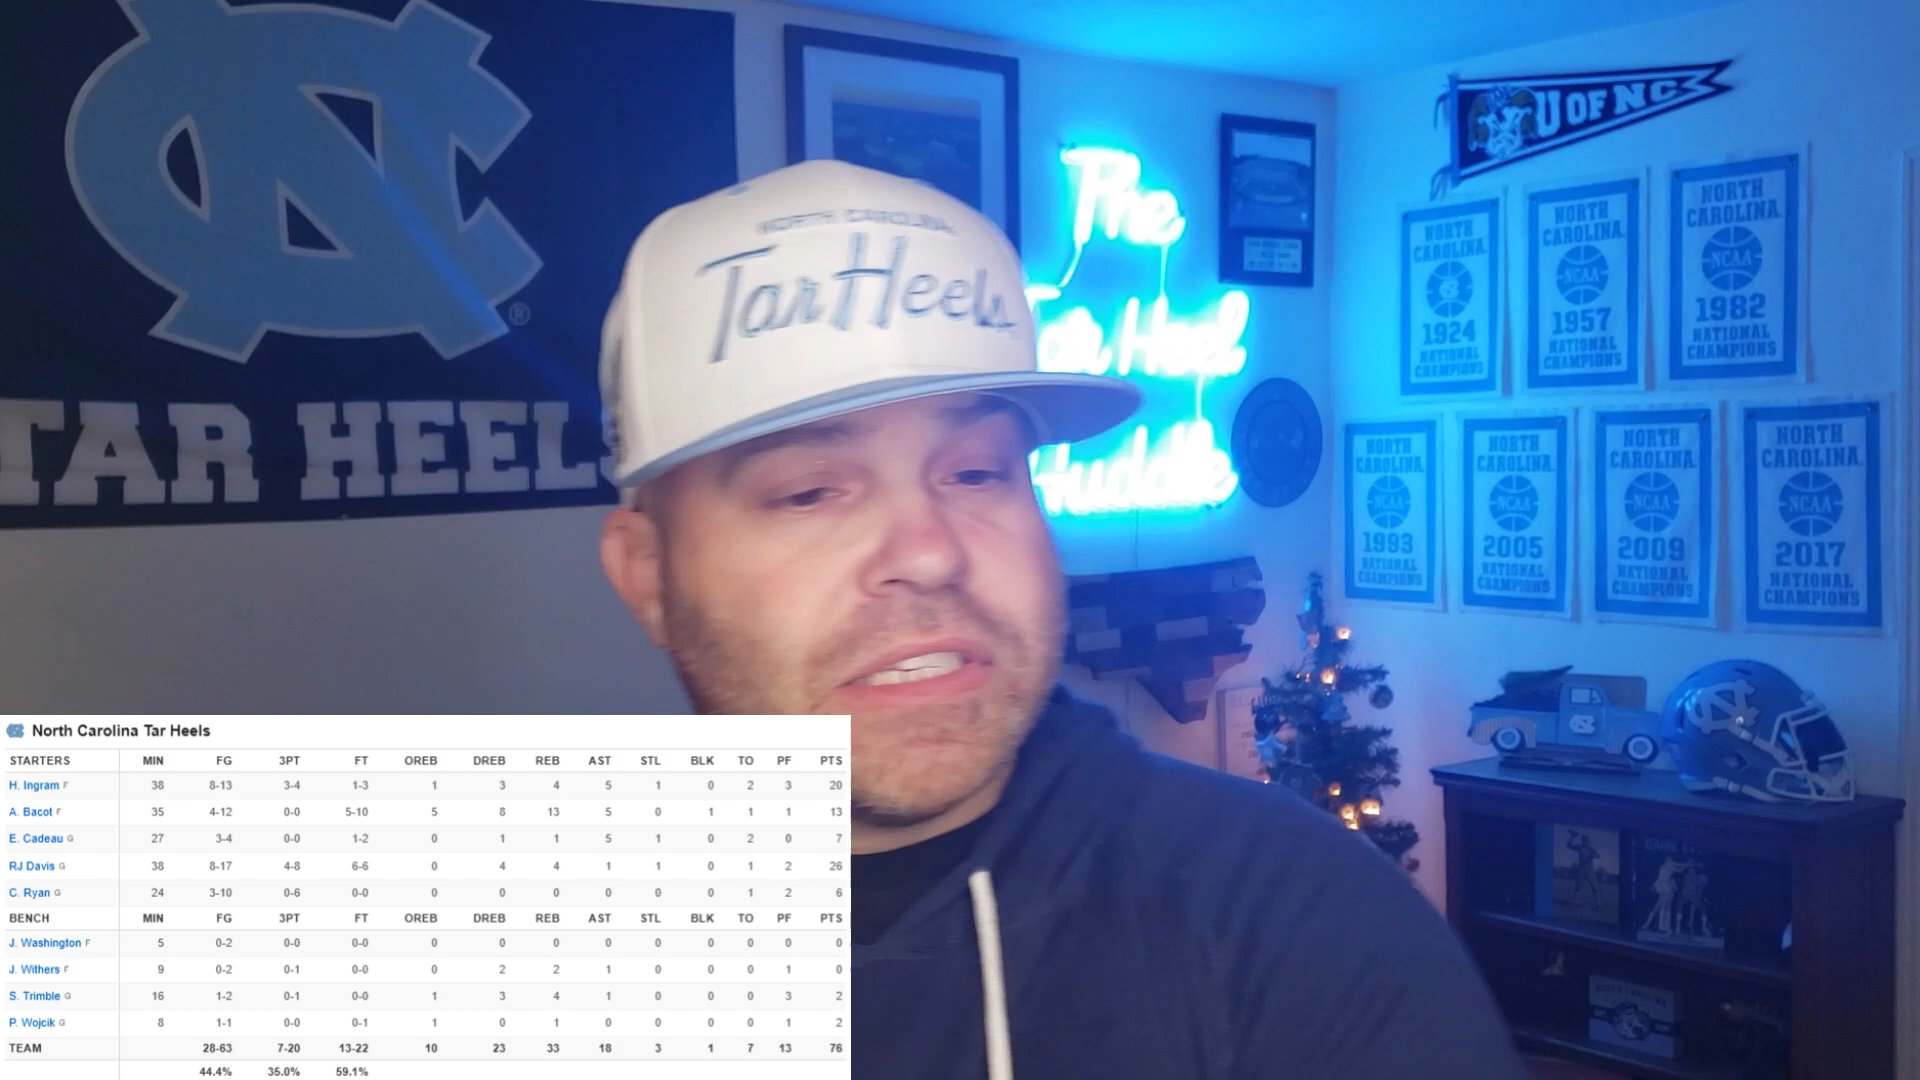 TAR HEELS
®
NORTH CAROLINA
Tar Heels
The
Tar Heel
Huddle
U OF NC
NORTH
CAROLINA
1924
NATIONAL
CHAMPIONS
NORTH
CAROLINA
NCAA
1957
NATIONAL
CHAMPIONS
NORTH
CAROLINA
NCAA
1982
NATIONAL
CHAMPIONS
NORTH
CAROLINA
NCAA
1993
NATIONAL
CHAMPIONS
NORTH
CAROLINA
NCAA
2005
NATIONAL
CHAMPIONS
NORTH
CAROLINA
NCAA
2009
NATIONAL
CHAMPIONS
NORTH
CAROLINA
NCAA
2017
NATIONAL
CHAMPIONS
North Carolina Tar Heels
STARTERS MIN FG 3PT FT OREB DREB REB AST STL BLK TO PF PTS
H. Ingram F 38 8-13 3-4 1-3 1 3 4 5 1 0 2 3 20
A. Bacot F 35 4-12 0-0 5-10 5 8 13 5 0 1 1 1 13
E. Cadeau G 27 3-4 0-0 1-2 0 1 1 5 1 0 2 0 7
RJ Davis G 38 8-17 4-8 6-6 0 4 4 1 1 0 1 2 26
C. Ryan G 24 3-10 0-6 0-0 0 0 0 0 0 0 1 2 6
BENCH MIN FG 3PT FT OREB DREB REB AST STL BLK TO PF PTS
J. Washington F 5 0-2 0-0 0-0 0 0 0 0 0 0 0 0 0
J. Withers F 9 0-2 0-1 0-0 0 2 2 1 0 0 0 1 0
S. Trimble G 16 1-2 0-1 0-0 1 3 4 1 0 0 0 3 2
P. Wojcik G 8 1-1 0-0 0-1 1 0 1 0 0 0 0 1 2
TEAM 28-63 7-20 13-22 10 23 33 18 3 1 7 13 76
44.4% 35.0% 59.1%